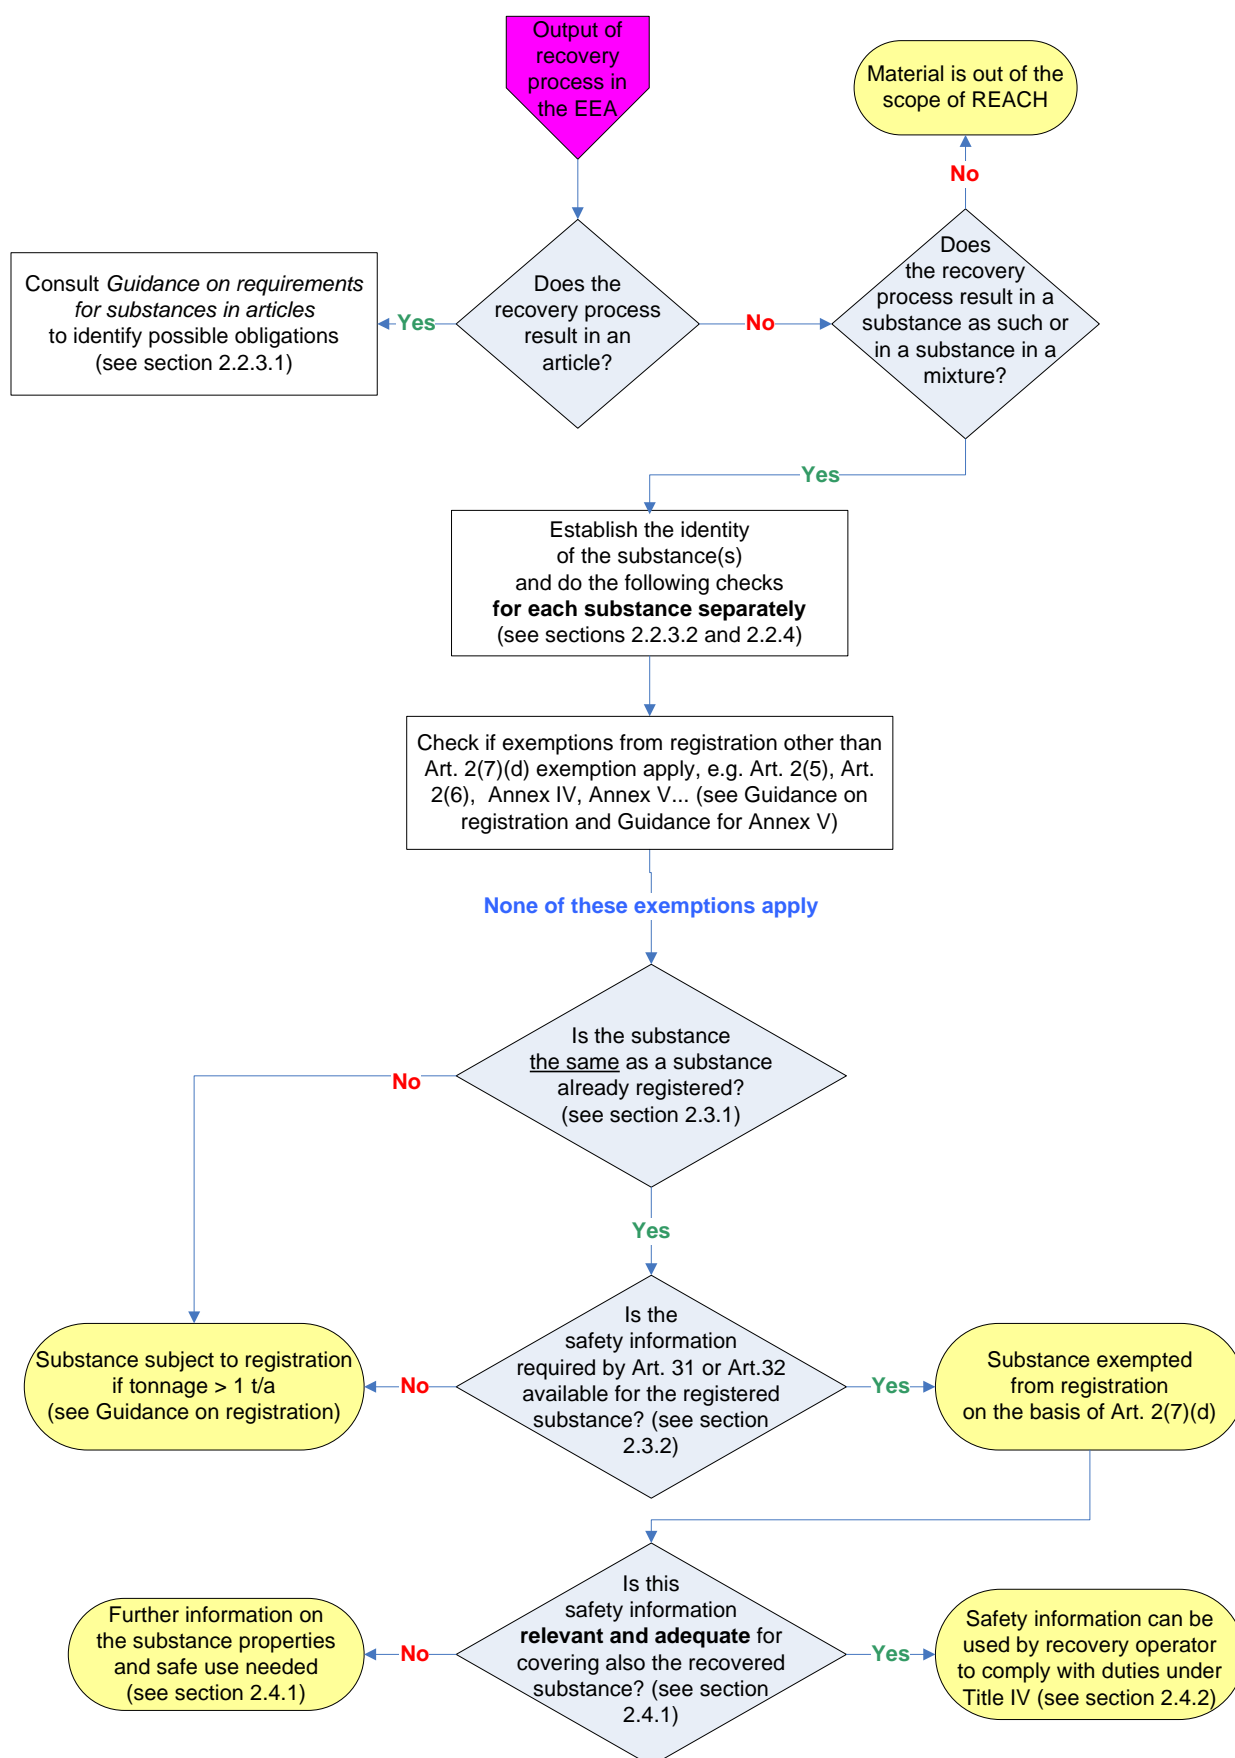 Output of
recovery
process in
the EEA
Material is out of the
scope of REACH
No
Does
the recovery
process result in a
substance as such or
in a substance in a
mixture?
Does the
recovery process
result in an
article?
No
Yes
Consult Guidance on requirements
for substances in articles
to identify possible obligations
(see section 2.2.3.1)
Yes
Establish the identity
of the substance(s)
and do the following checks
for each substance separately
(see sections 2.2.3.2 and 2.2.4)
Check if exemptions from registration other than
Art. 2(7)(d) exemption apply, e.g. Art. 2(5), Art.
2(6), Annex IV, Annex V... (see Guidance on
registration and Guidance for Annex V)
None of these exemptions apply
Is the substance
the same as a substance
already registered?
(see section 2.3.1)
No
Yes
Is the
safety information
required by Art. 31 or Art.32
available for the registered
substance? (see section
2.3.2)
No
Substance subject to registration
if tonnage > 1 t/a
(see Guidance on registration)
Yes
Substance exempted
from registration
on the basis of Art. 2(7)(d)
Is this
safety information
relevant and adequate for
covering also the recovered
substance? (see section
2.4.1)
No
Further information on
the substance properties
and safe use needed
(see section 2.4.1)
Yes
Safety information can be
used by recovery operator
to comply with duties under
Title IV (see section 2.4.2)